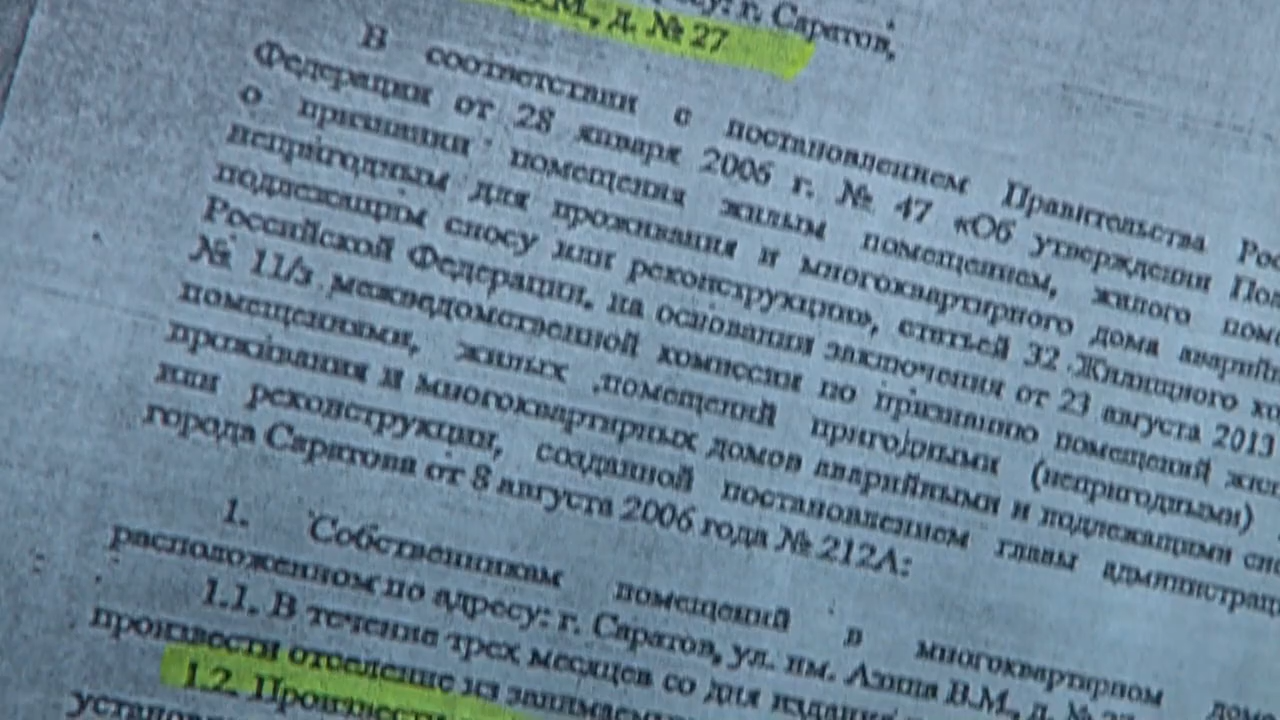 г. Саратов,
В.М., д. № 27
В соответствии с постановлением Правительства
Федерации от 28 января 2006 г. № 47 «Об утверждении
о признании помещения жилым помещением, жилого
непригодным для проживания и многоквартирного дома
подлежащим сносу или реконструкции», статьей 32 Жилищного
Российской Федерации, на основании заключения от 23 августа 2013
№ 11/з межведомственной комиссии по признанию помещений
помещениями, жилых помещений пригодными (непригодными)
проживания и многоквартирных домов аварийными и подлежащими
или реконструкции, созданной постановлением главы
города Саратова от 8 августа 2006 года № 212А:
1. Собственникам помещений в многоквартирном
расположенном по адресу: г. Саратов, ул. им. Азина В.М., д. №
1.1. В течение трех месяцев со дня
произвести отселение из
1.2. Произвести